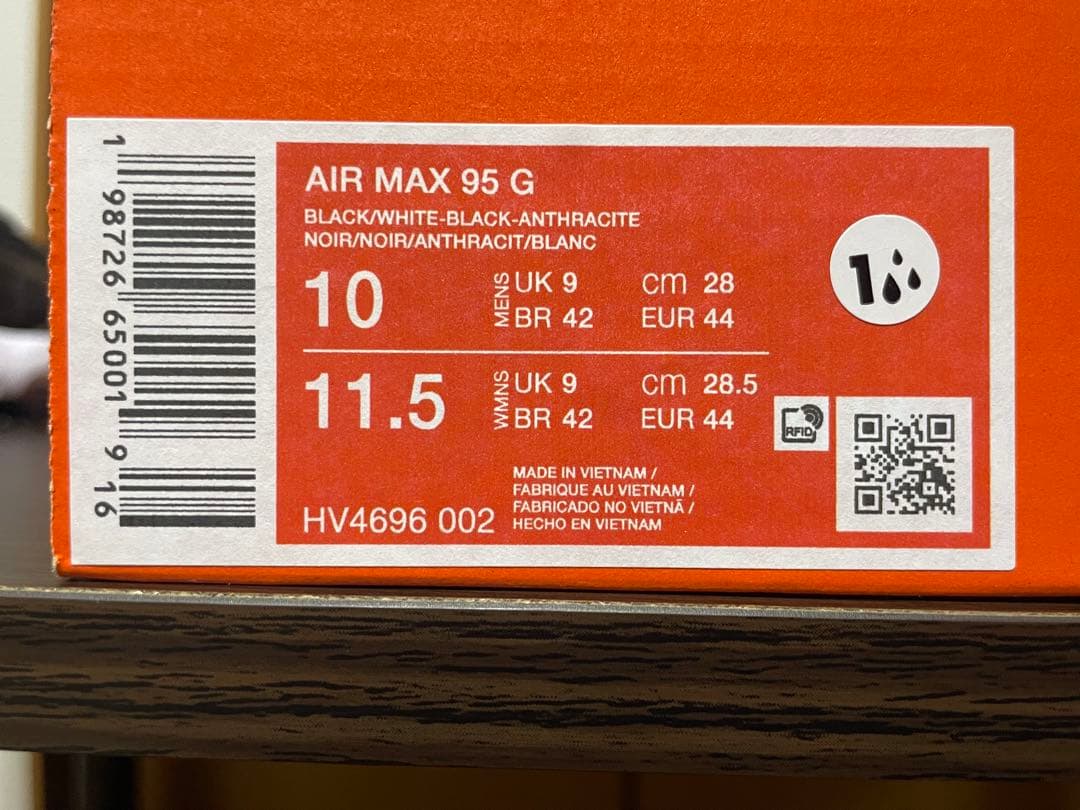 1 98726 65001 9 16
AIR MAX 95 G
BLACK/WHITE-BLACK-ANTHRACITE
NOIR/NOIR/ANTHRACIT/BLANC
10
MENS
UK 9 cm 28
BR 42 EUR 44
11.5
WMNS
UK 9 cm 28.5
BR 42 EUR 44
1
RFID
MADE IN VIETNAM /
FABRIQUE AU VIETNAM /
FABRICADO NO VIETNÃ /
HECHO EN VIETNAM
HV4696 002